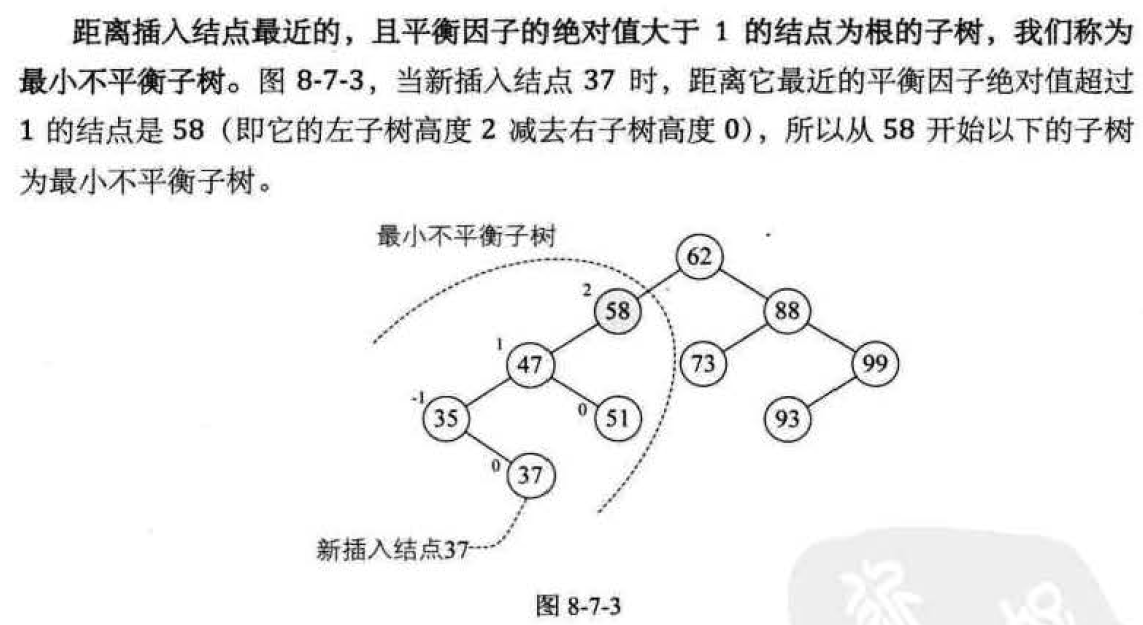 距离插入结点最近的，且平衡因子的绝对值大于 1 的结点为根的子树，我们称为
最小不平衡子树。图 8-7-3，当新插入结点 37 时，距离它最近的平衡因子绝对值超过
1 的结点是 58（即它的左子树高度 2 减去右子树高度 0），所以从 58 开始以下的子树
为最小不平衡子树。
最小不平衡子树
62
2
58
88
1
47
73
99
-1
35
0
51
93
0
37
新插入结点37
图 8-7-3